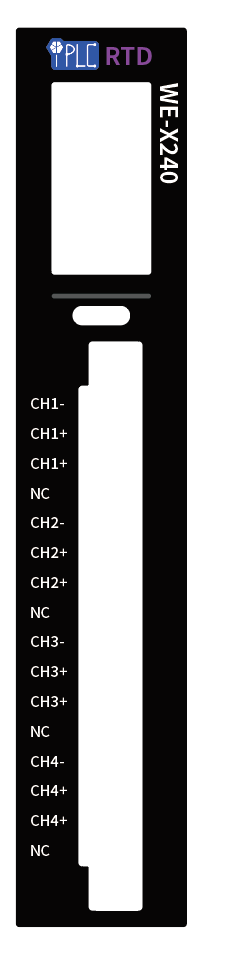 iPLC RTD
WE-X240
CH1-
CH1+
CH1+
NC
CH2-
CH2+
CH2+
NC
CH3-
CH3+
CH3+
NC
CH4-
CH4+
CH4+
NC